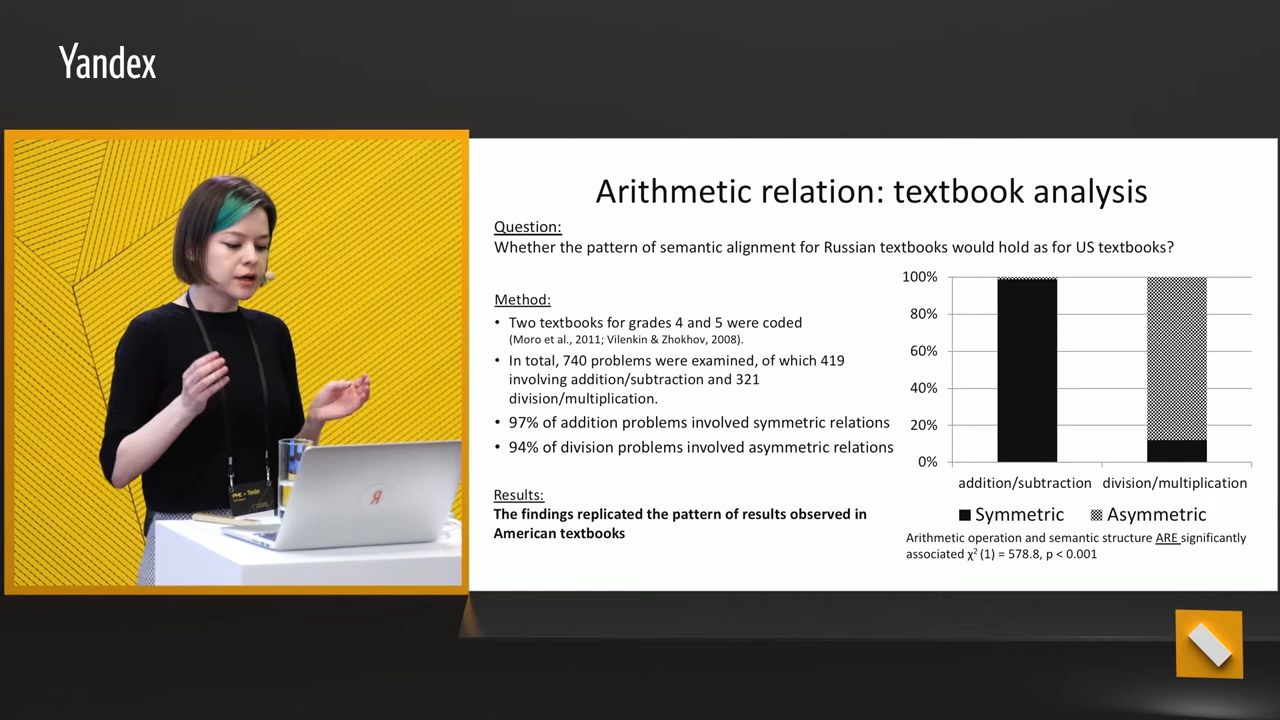 Yandex
Arithmetic relation: textbook analysis
Question:
Whether the pattern of semantic alignment for Russian textbooks would hold as for US textbooks?
Method:
• Two textbooks for grades 4 and 5 were coded
(Moro et al., 2011; Vilenkin & Zhokhov, 2008).
• In total, 740 problems were examined, of which 419
involving addition/subtraction and 321
division/multiplication.
• 97% of addition problems involved symmetric relations
• 94% of division problems involved asymmetric relations
Results:
The findings replicated the pattern of results observed in
American textbooks
100%
80%
60%
40%
20%
0%
addition/subtraction division/multiplication
Symmetric Asymmetric
Arithmetic operation and semantic structure ARE significantly
associated χ² (1) = 578.8, p < 0.001
PME + Yandex
Я